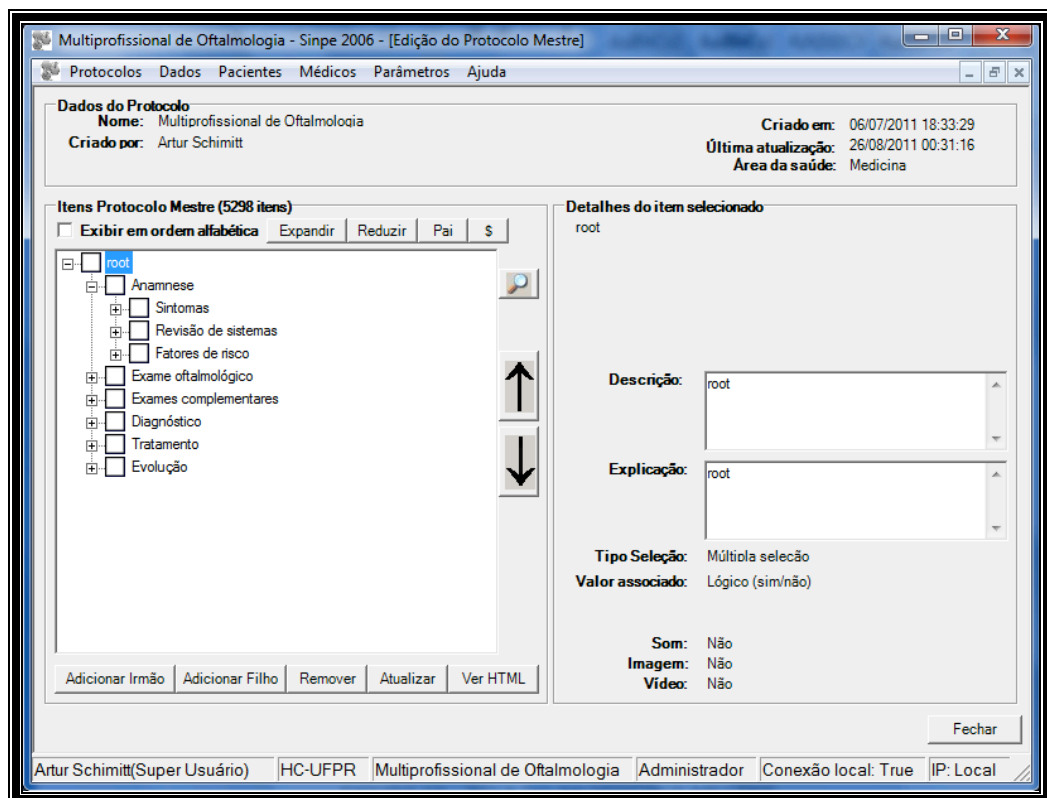 Multiprofissional de Oftalmologia - Sinpe 2006 - [Edição do Protocolo Mestre]
Protocolos Dados Pacientes Médicos Parâmetros Ajuda
Dados do Protocolo
Nome: Multiprofissional de Oftalmologia
Criado por: Artur Schimitt
Criado em: 06/07/2011 18:33:29
Última atualização: 26/08/2011 00:31:16
Área da saúde: Medicina
Itens Protocolo Mestre (5298 itens)
Exibir em ordem alfabética Expandir Reduzir Pai $
root
Anamnese
Sintomas
Revisão de sistemas
Fatores de risco
Exame oftalmológico
Exames complementares
Diagnóstico
Tratamento
Evolução
Adicionar Irmão Adicionar Filho Remover Atualizar Ver HTML
Detalhes do item selecionado
root
Descrição: root
Explicação: root
Tipo Seleção: Múltipla seleção
Valor associado: Lógico (sim/não)
Som: Não
Imagem: Não
Vídeo: Não
Fechar
Artur Schimitt(Super Usuário) HC-UFPR Multiprofissional de Oftalmologia Administrador Conexão local: True IP: Local